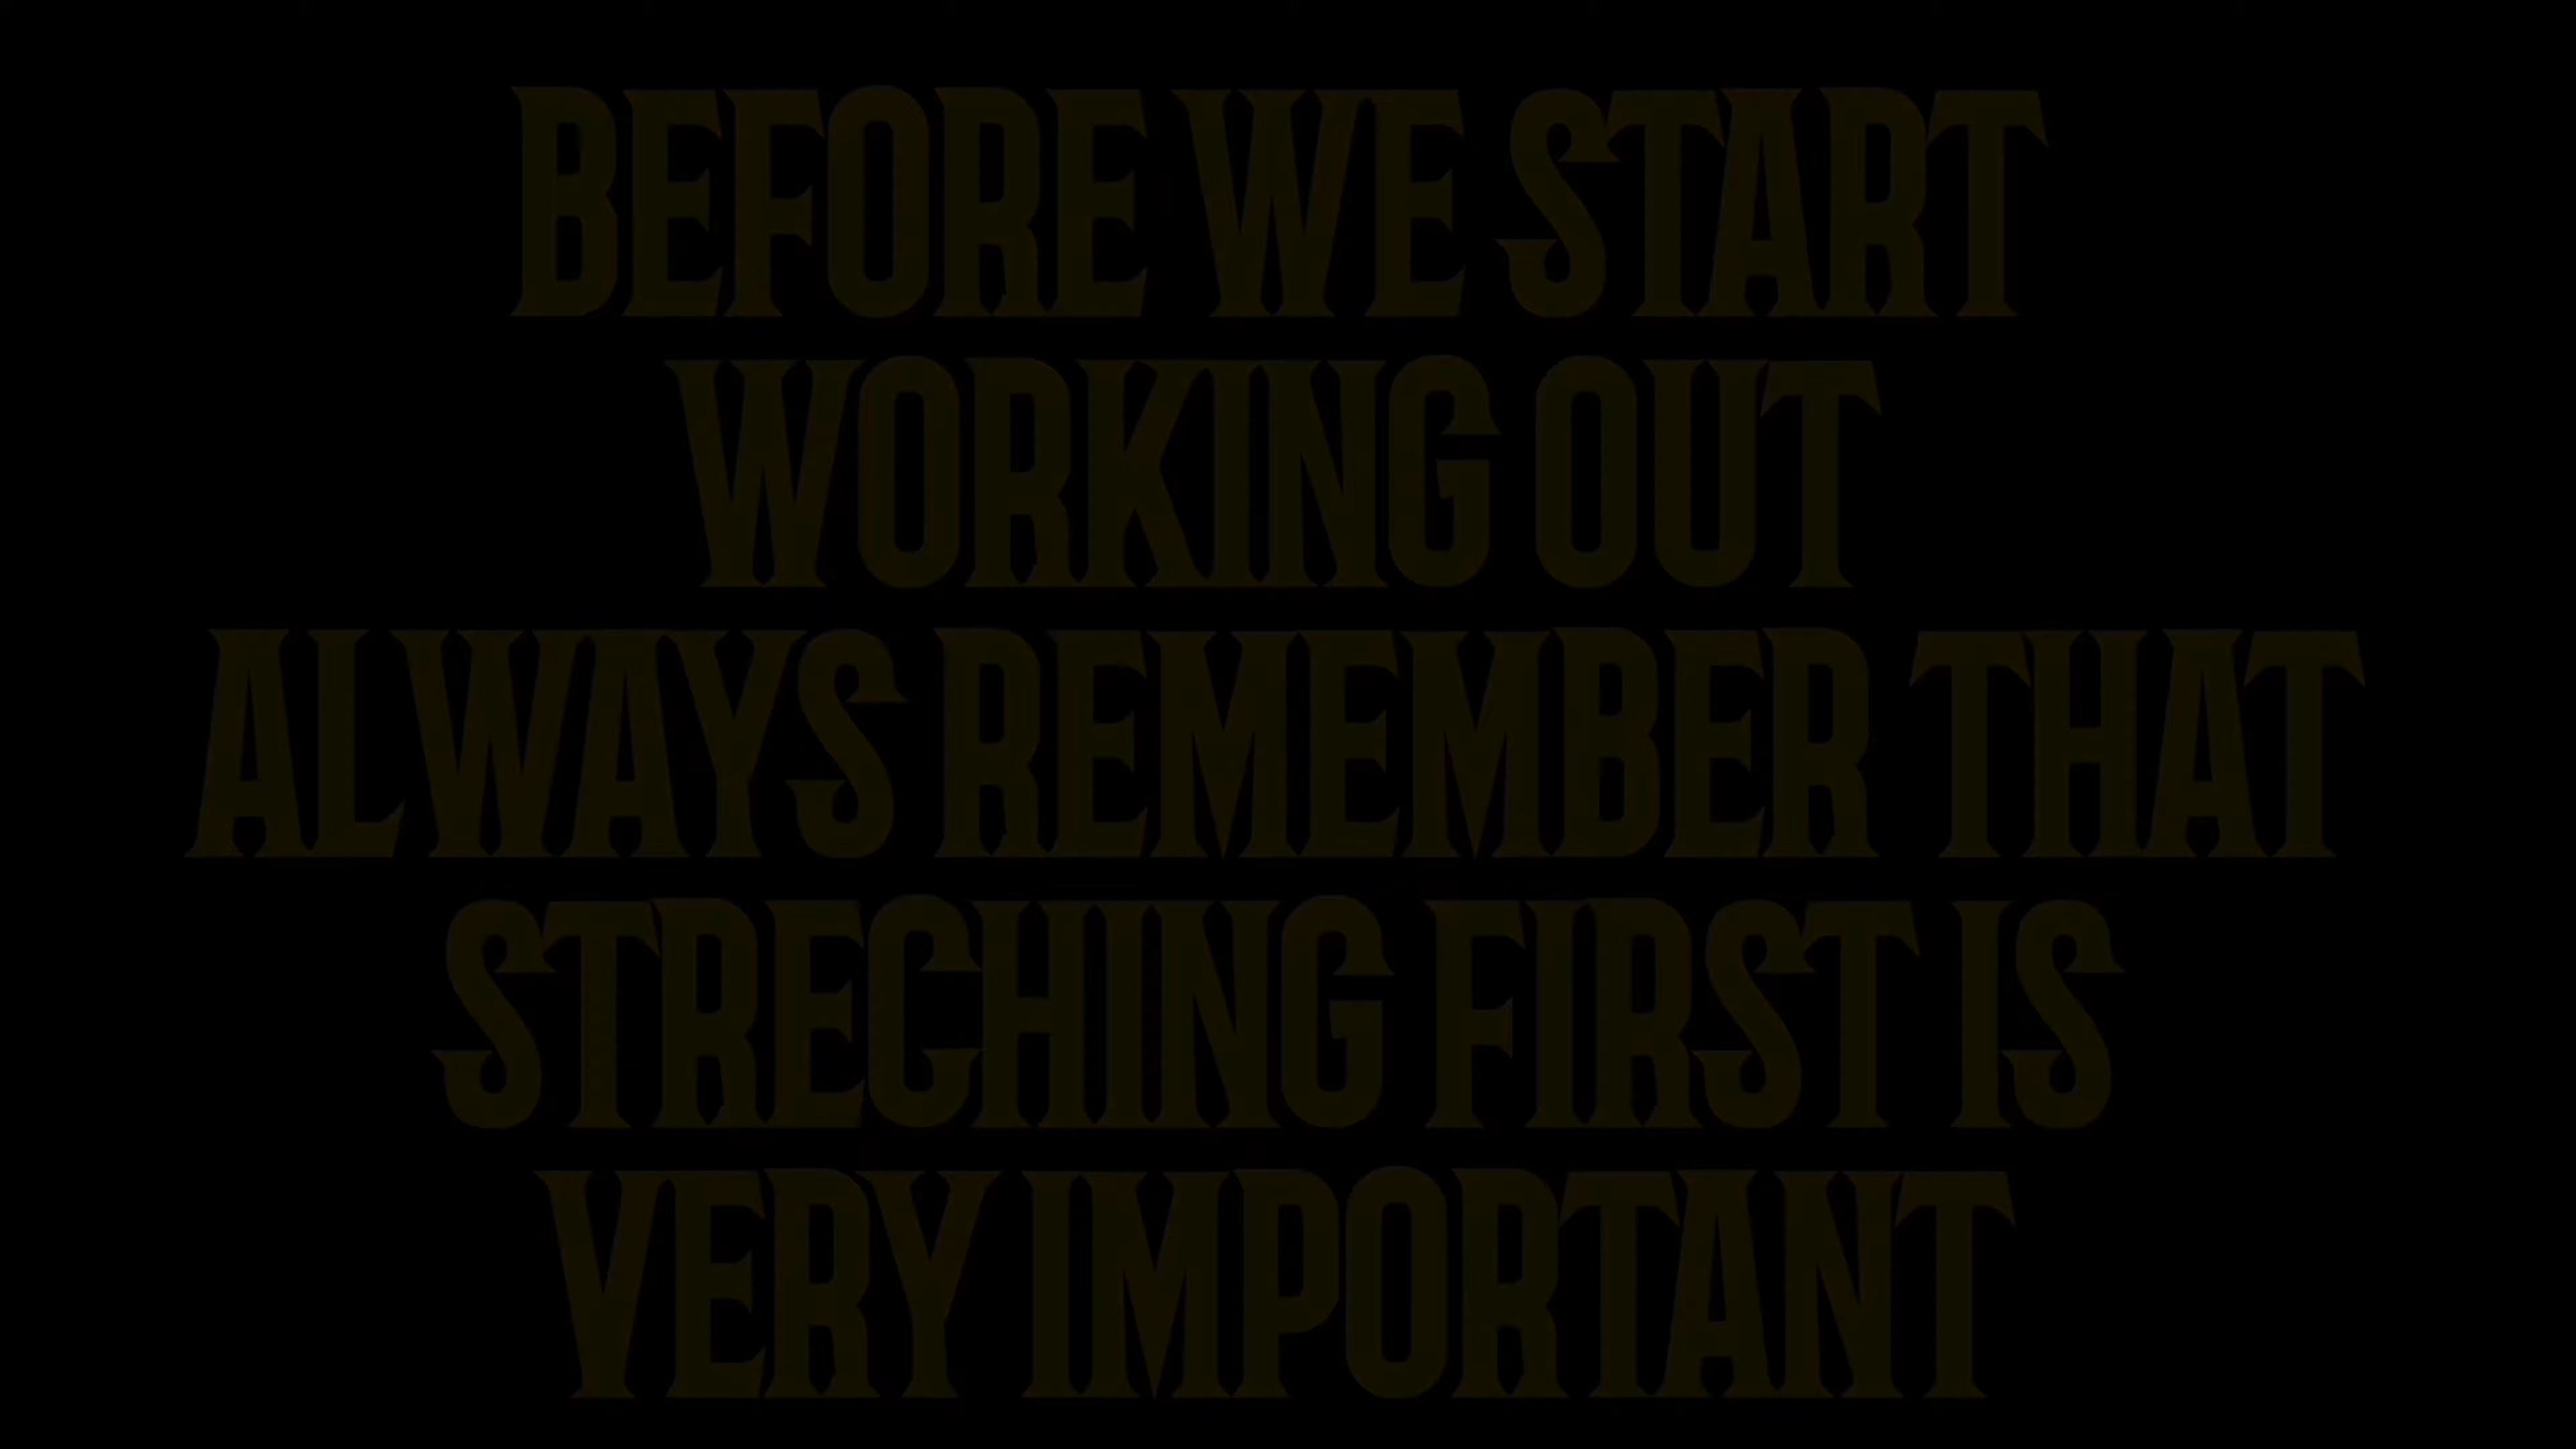 BEFORE WE START
WORKING OUT
ALWAYS REMEMBER THAT
STRECHING FIRST IS
VERY IMPORTANT